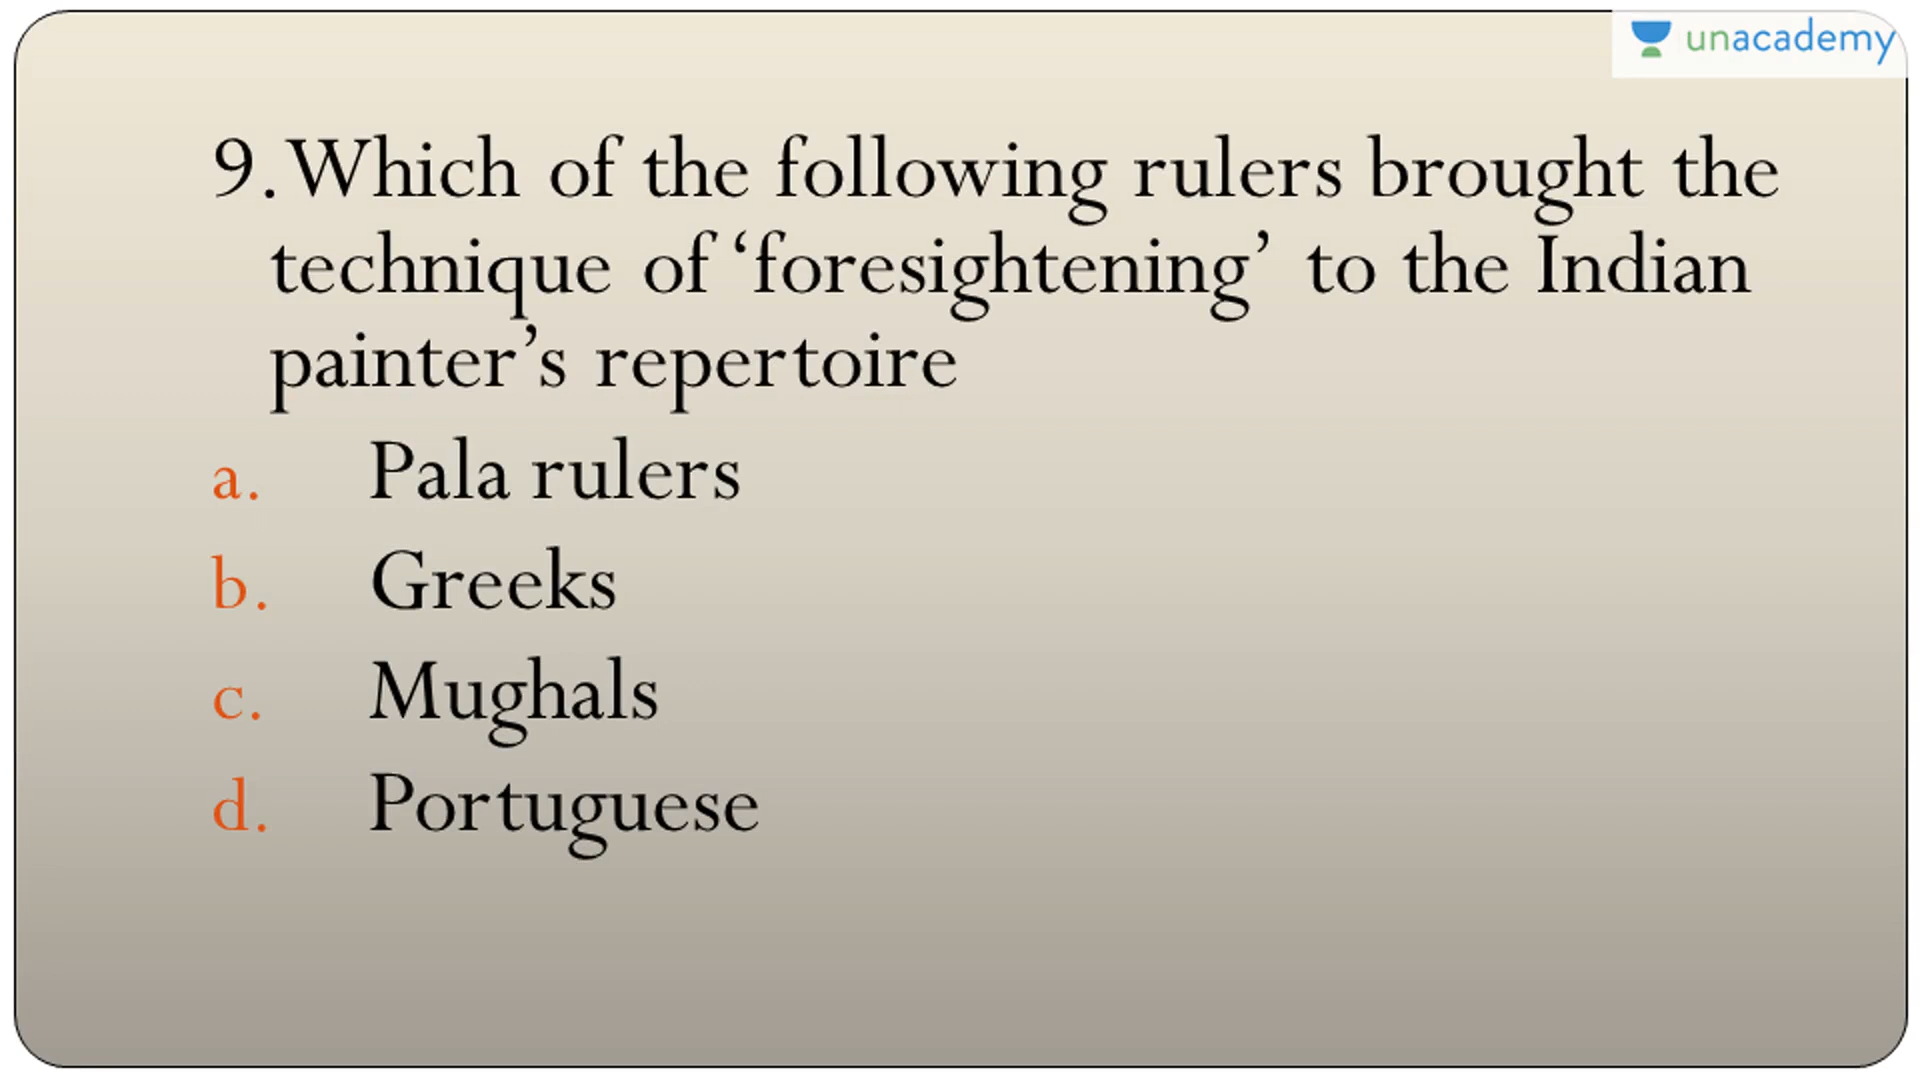 unacademy
9. Which of the following rulers brought the
technique of ‘foresightening’ to the Indian
painter’s repertoire
a. Pala rulers
b. Greeks
c. Mughals
d. Portuguese